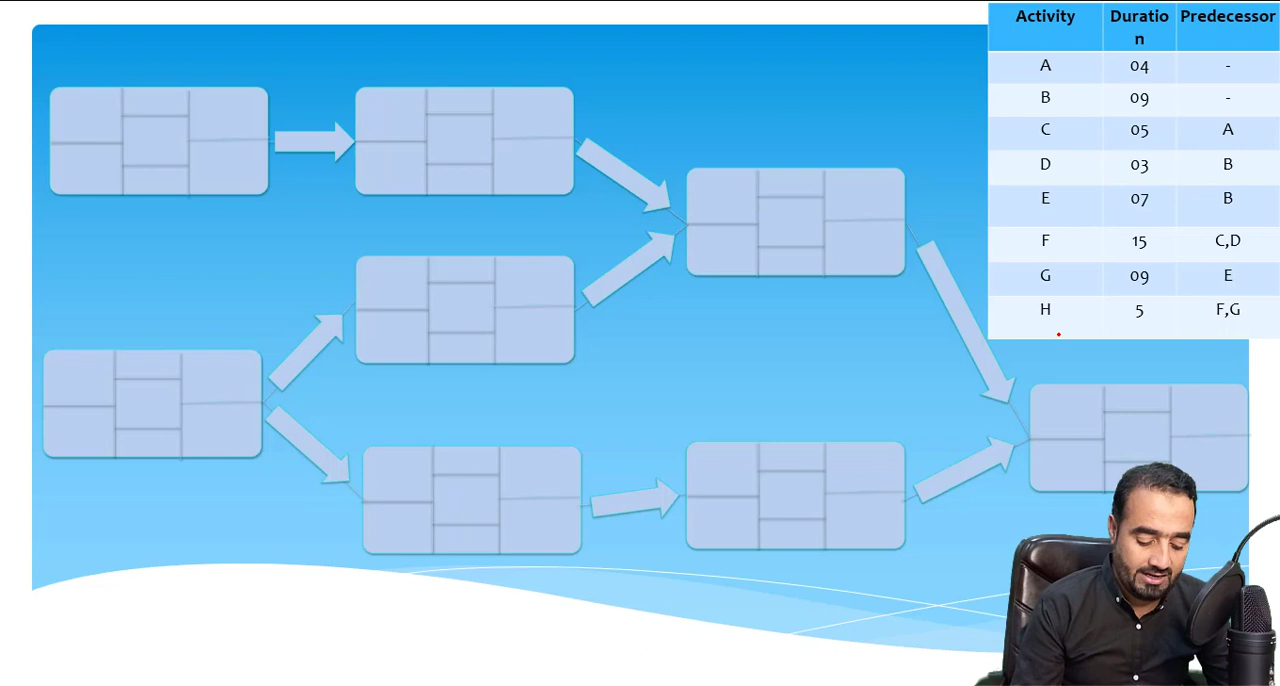 Activity Duratio Predecessor
n
A 04 -
B 09 -
C 05 A
D 03 B
E 07 B
F 15 C,D
G 09 E
H 5 F,G